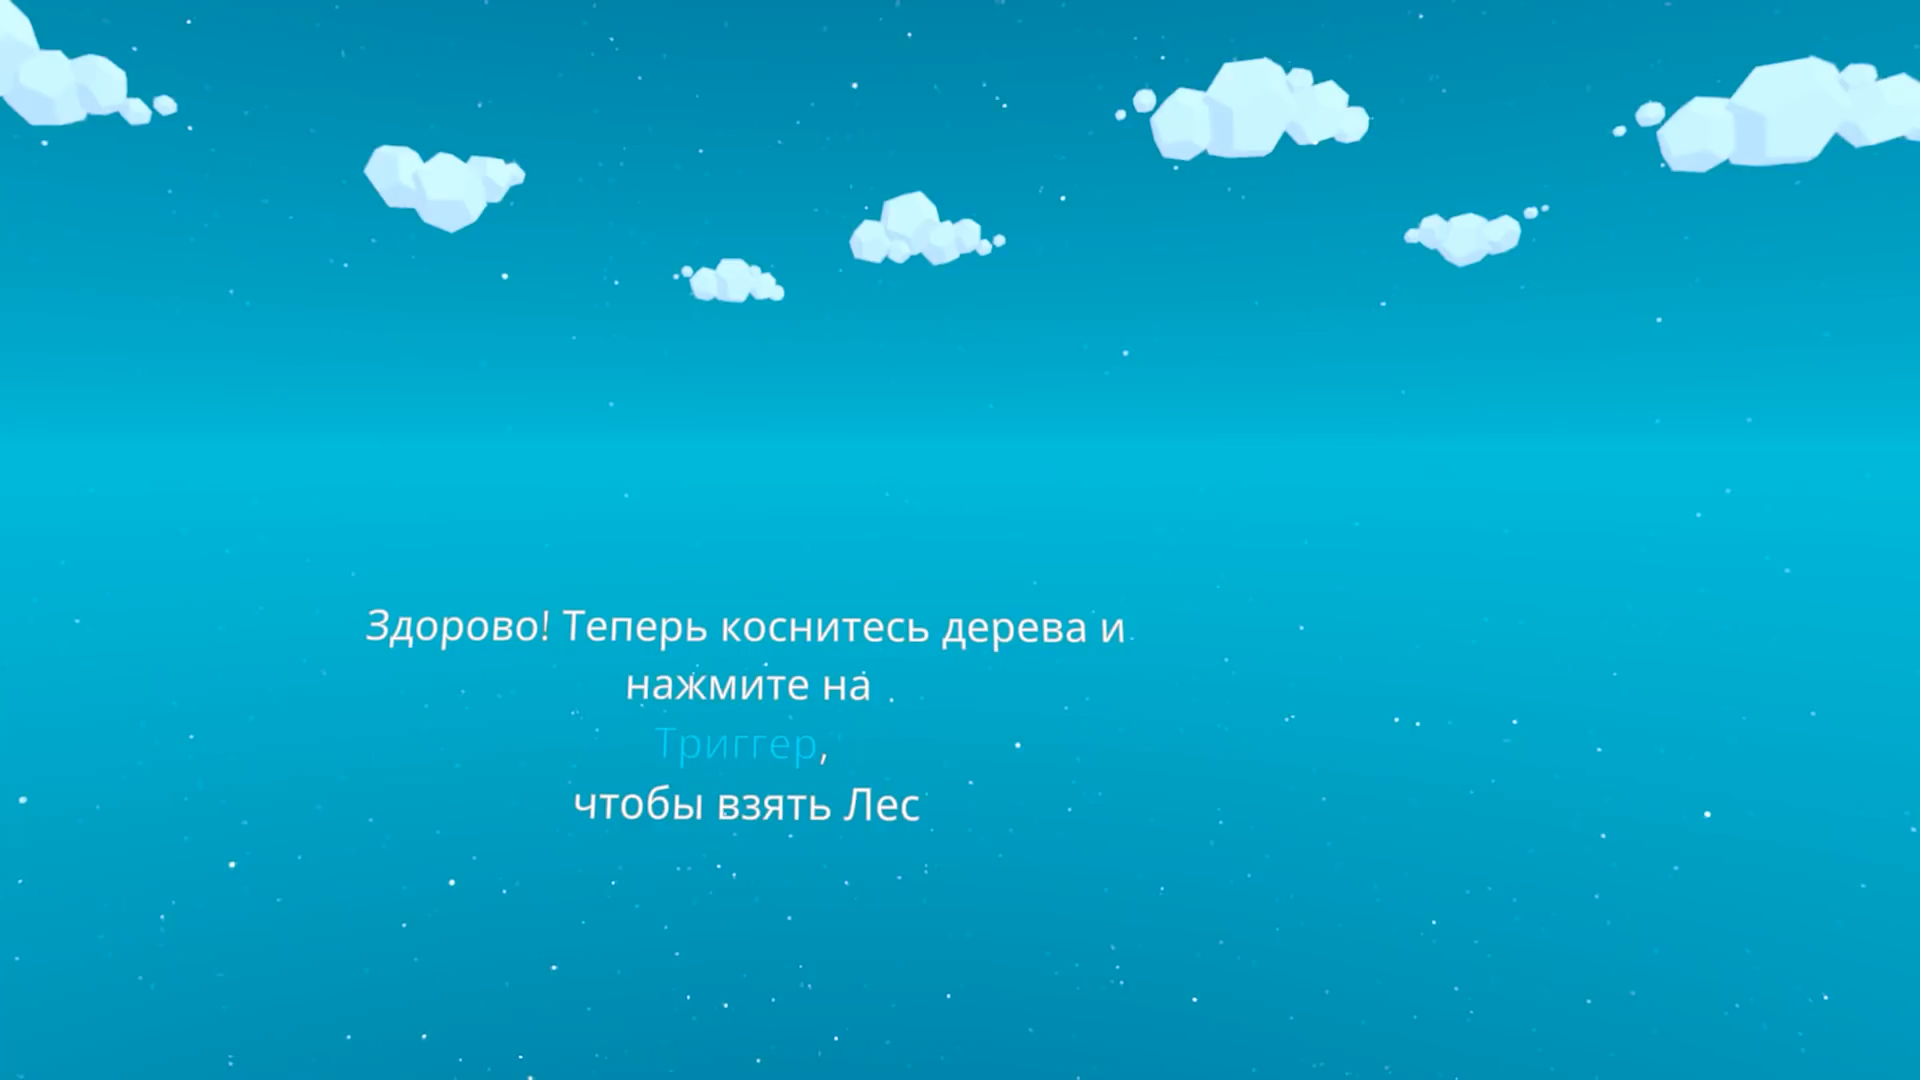 Здорово! Теперь коснитесь дерева и
нажмите на
Триггер,
чтобы взять Лес